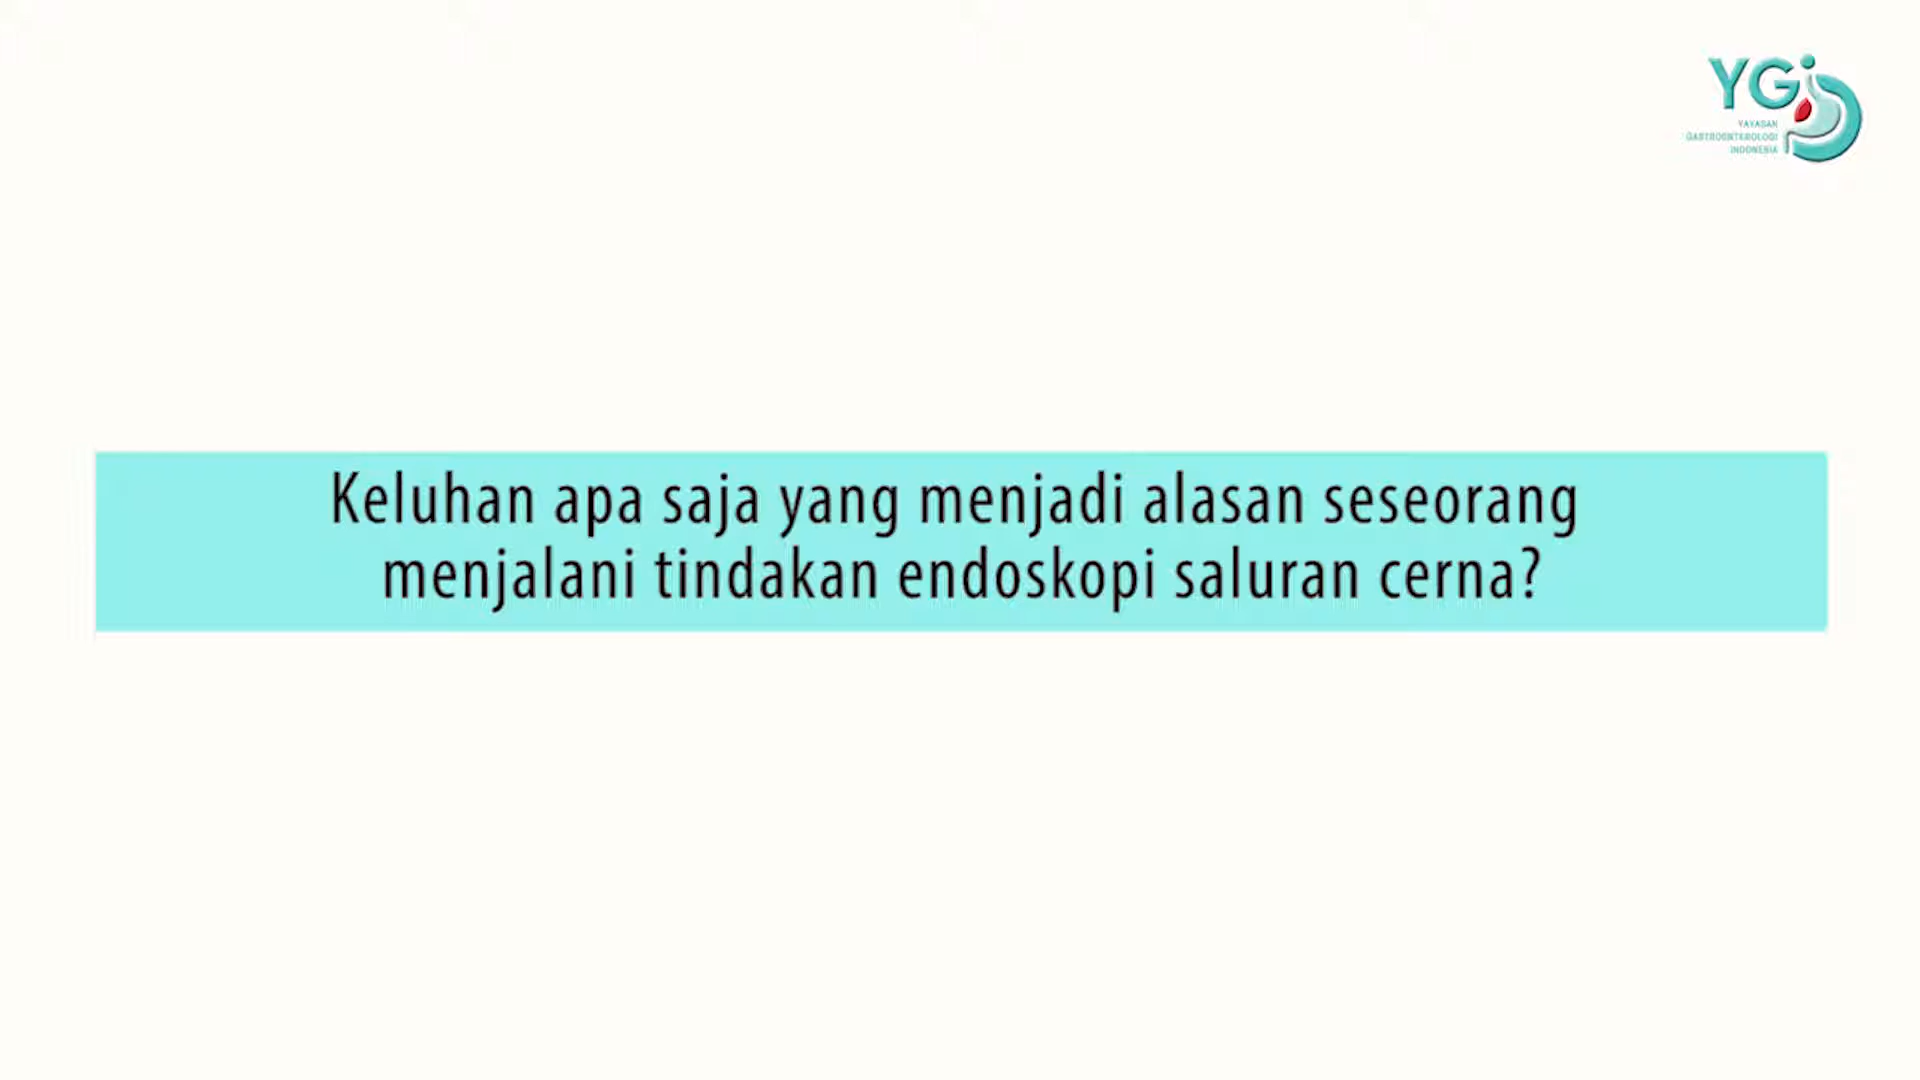 YGi
YAYASAN
GASTROENTEROLOGI
INDONESIA
Keluhan apa saja yang menjadi alasan seseorang
menjalani tindakan endoskopi saluran cerna?